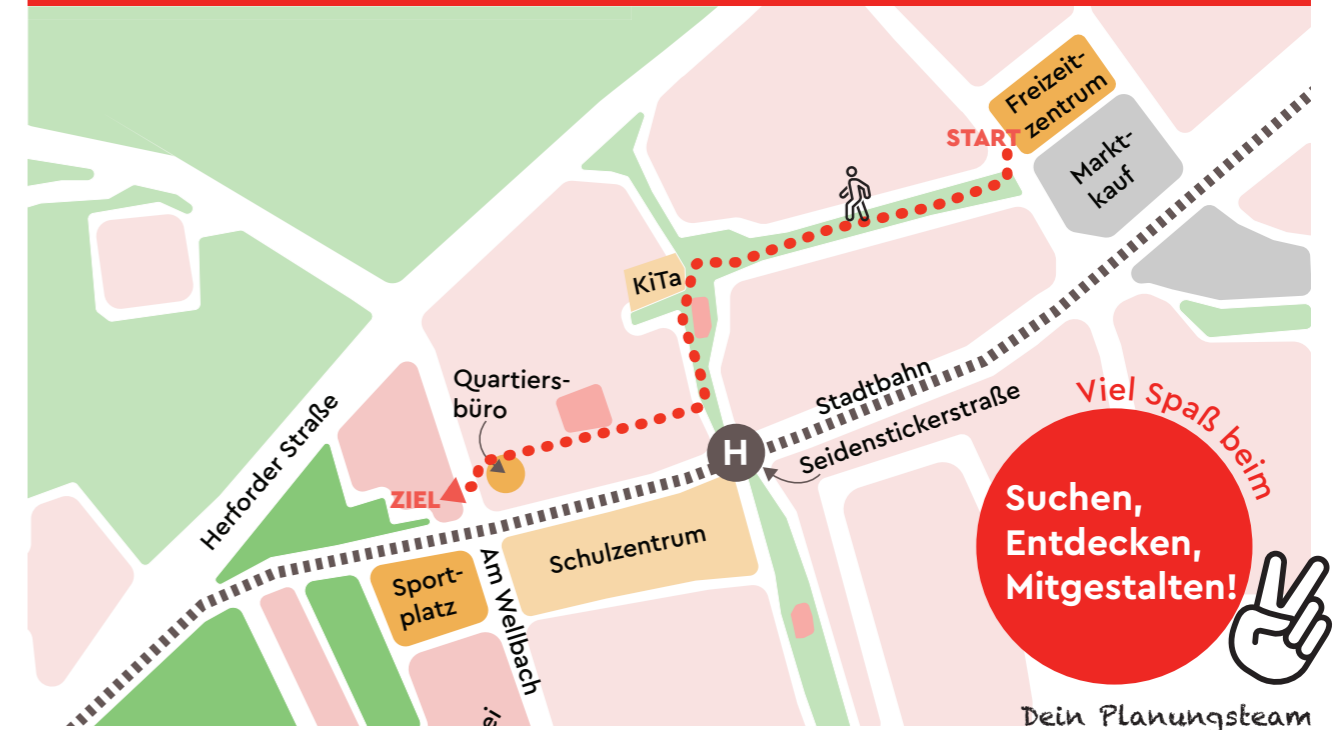 Freizeit-
zentrum
START
Markt-
kauf
KiTa
Quartiers-
büro
Stadtbahn
Seidenstickerstraße
H
Herforder Straße
ZIEL
Schulzentrum
Sport-
platz
Am Wellbach
Viel Spaß beim
Suchen,
Entdecken,
Mitgestalten!
Dein Planungsteam